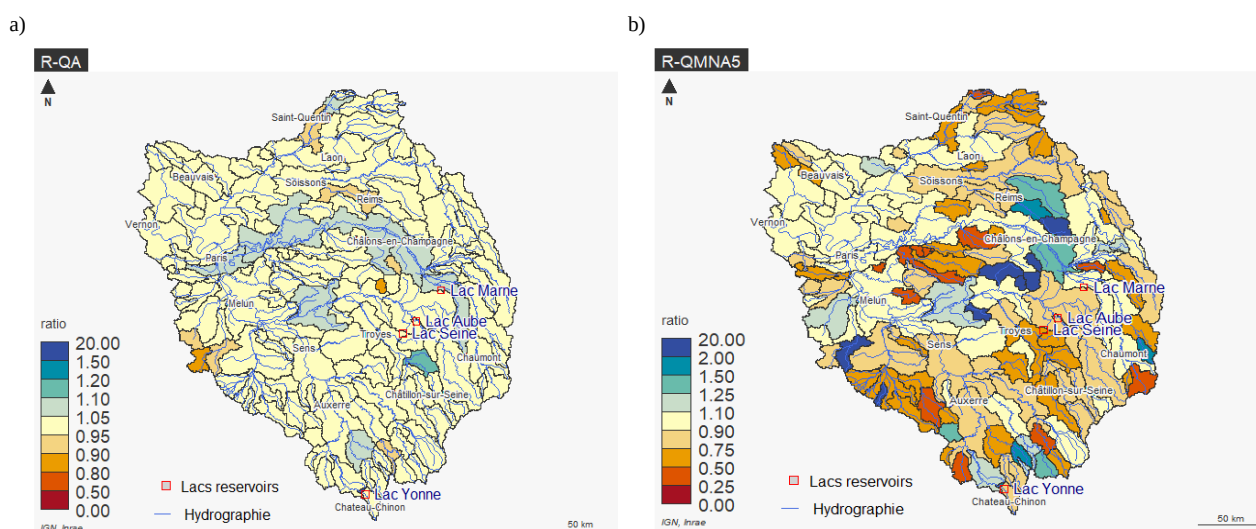 a)
R-QA
N
Saint-Quentin
Laon
Beauvais
Soissons
Reims
Vernon
Châlons-en-Champagne
Paris
Lac Marne
Melun
Lac Aube
Troyes
Lac Seine
Sens
Chaumont
Châtillon-sur-Seine
Auxerre
Lac Yonne
Chateau-Chinon
ratio
20.00
1.50
1.20
1.10
1.05
0.95
0.90
0.80
0.50
0.00
Lacs reservoirs
Hydrographie
IGN, Inrae
50 km
b)
R-QMNA5
N
Saint-Quentin
Laon
Beauvais
Soissons
Reims
Vernon
Châlons-en-Champagne
Paris
Lac Marne
Melun
Lac Aube
Troyes
Lac Seine
Sens
Chaumont
Châtillon-sur-Seine
Auxerre
Lac Yonne
Chateau-Chinon
ratio
20.00
2.00
1.50
1.25
1.10
0.90
0.75
0.50
0.25
0.00
Lacs reservoirs
Hydrographie
IGN, Inrae
50 km